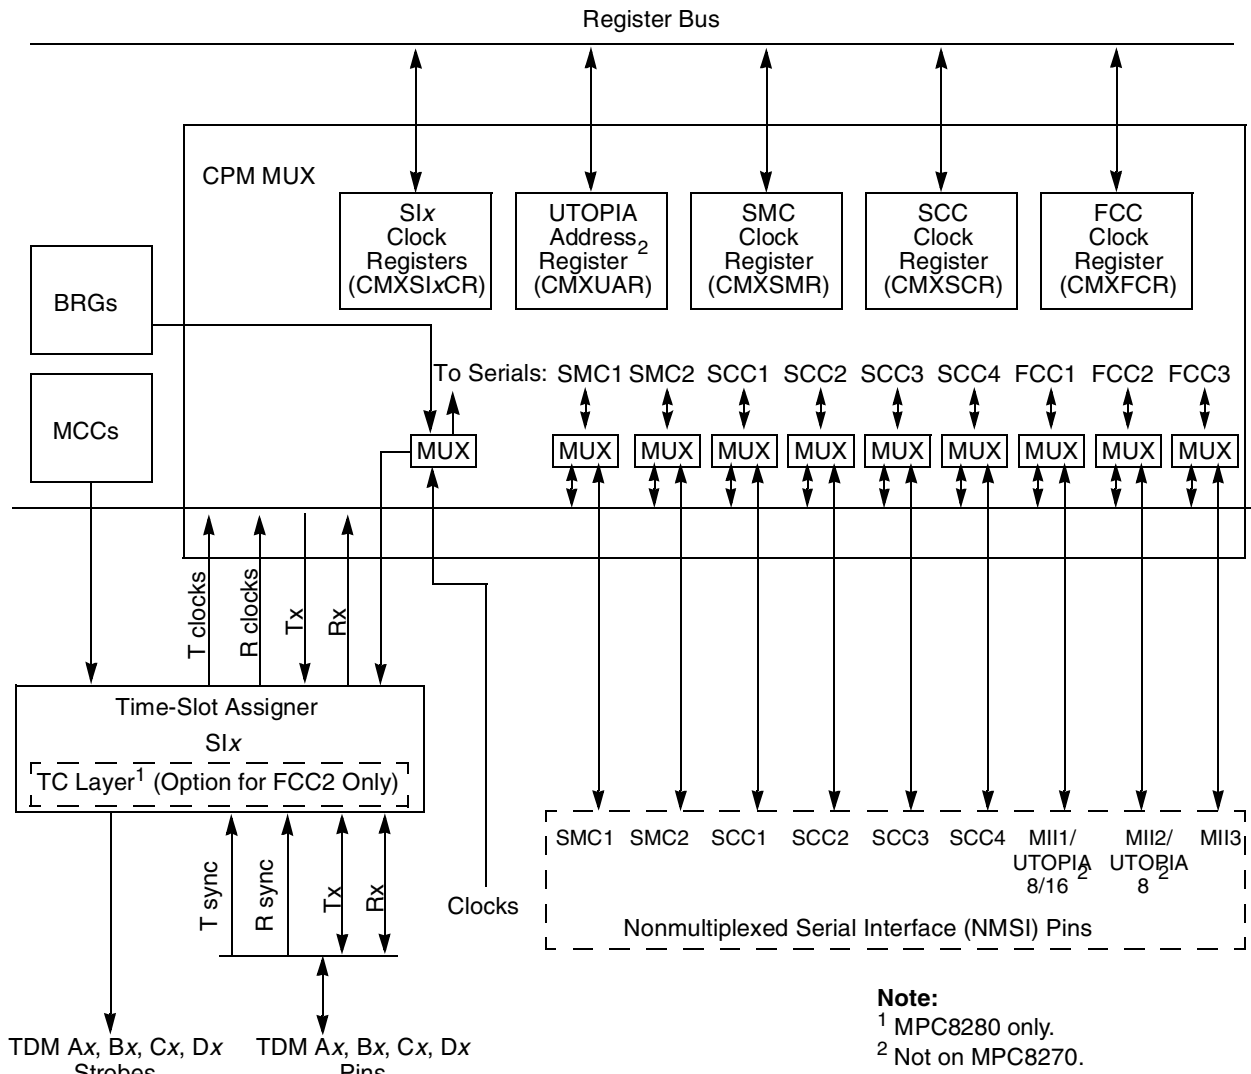 Register Bus
CPM MUX
SIx
Clock
Registers
(CMXSIxCR)
UTOPIA
Address
Register 2
(CMXUAR)
SMC
Clock
Register
(CMXSMR)
SCC
Clock
Register
(CMXSCR)
FCC
Clock
Register
(CMXFCR)
BRGs
MCCs
To Serials: SMC1 SMC2 SCC1 SCC2 SCC3 SCC4 FCC1 FCC2 FCC3
MUX MUX MUX MUX MUX MUX MUX MUX MUX MUX
T clocks
R clocks
Tx
Rx
Time-Slot Assigner
SIx
TC Layer1 (Option for FCC2 Only)
T sync
R sync
Tx
Rx
Clocks
SMC1
SMC2
SCC1
SCC2
SCC3
SCC4
MII1/
UTOPIA
8/16 2
MII2/
UTOPIA
8 2
MII3
Nonmultiplexed Serial Interface (NMSI) Pins
TDM Ax, Bx, Cx, Dx
Strobes
TDM Ax, Bx, Cx, Dx
Pins
Note:
1 MPC8280 only.
2 Not on MPC8270.